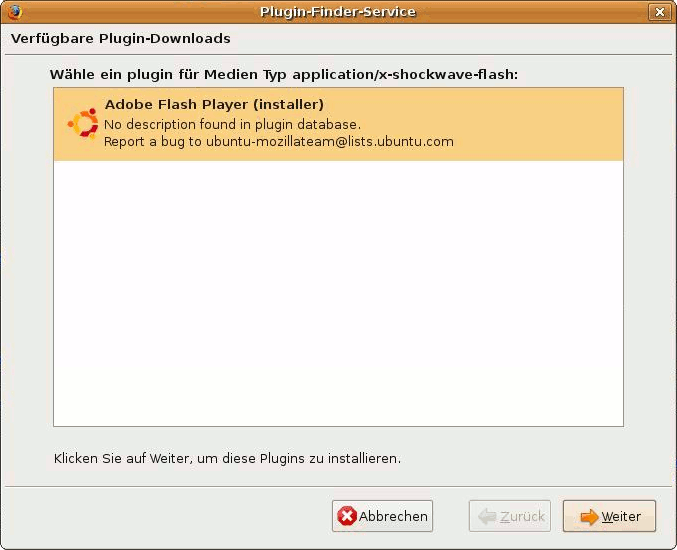 Plugin-Finder-Service
Verfügbare Plugin-Downloads
Wähle ein plugin für Medien Typ application/x-shockwave-flash:
Adobe Flash Player (installer)
No description found in plugin database.
Report a bug to ubuntu-mozillateam@lists.ubuntu.com
Klicken Sie auf Weiter, um diese Plugins zu installieren.
Abbrechen
Zurück
Weiter